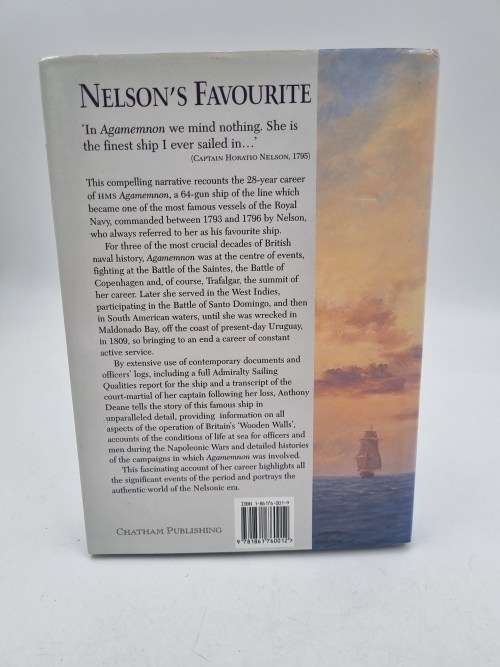 NELSON'S FAVOURITE
'In Agamemnon we mind nothing. She is
the finest ship I ever sailed in...'
(CAPTAIN HORATIO NELSON, 1795)
This compelling narrative recounts the 28-year career
of HMS Agamemnon, a 64-gun ship of the line which
became one of the most famous vessels of the Royal
Navy, commanded between 1793 and 1796 by Nelson,
who always referred to her as his favourite ship.
For three of the most crucial decades of British
naval history, Agamemnon was at the centre of events,
fighting at the Battle of the Saintes, the Battle of
Copenhagen and, of course, Trafalgar, the summit of
her career. Later she served in the West Indies,
participating in the Battle of Santo Domingo, and then
in South American waters, until she was wrecked in
Maldonado Bay, off the coast of present-day Uruguay,
in 1809, so bringing to an end a career of constant
active service.
By extensive use of contemporary documents and
officers' logs, including a full Admiralty Sailing
Qualities report for the ship and a transcript of the
court-martial of her captain following her loss, Anthony
Deane tells the story of this famous ship in
unparalleled detail, providing information on all
aspects of the operation of Britain's 'Wooden Walls',
accounts of the conditions of life at sea for officers and
men during the Napoleonic Wars and detailed histories
of the campaigns in which Agamemnon was involved.
This fascinating account of her career highlights all
the significant events of the period and portrays the
authentic world of the Nelsonic era.
ISBN 1-86176-001-9
CHATHAM PUBLISHING
9 781861 760012 >